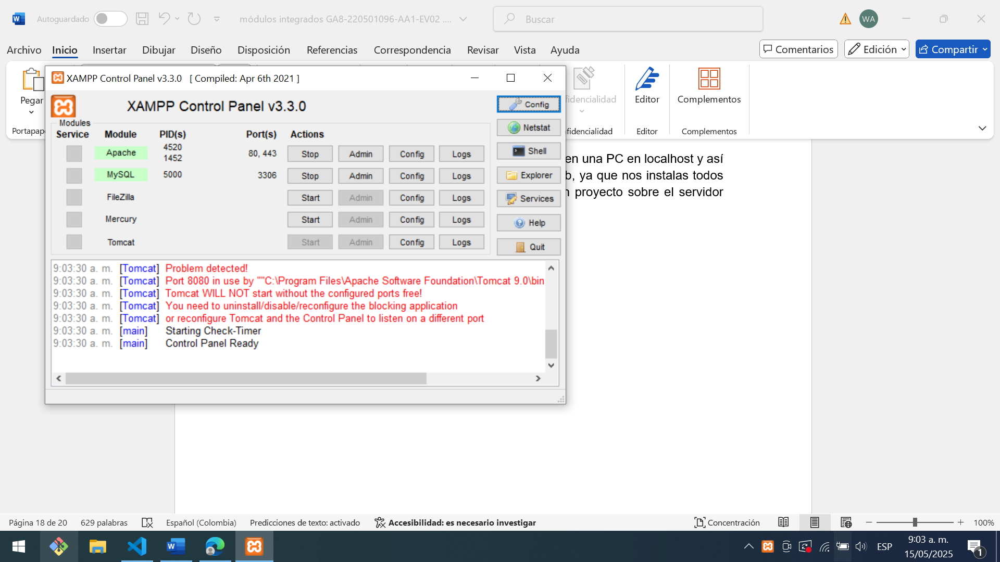 Autoguardado
módulos integrados GA8-220501096-AA1-EV02 ....
Buscar
WA
Archivo Inicio Insertar Dibujar Diseño Disposición Referencias Correspondencia Revisar Vista Ayuda
Comentarios Edición Compartir
Pegar
Portapape
fidencialidad
fidencialidad
Editor
Editor
Complementos
Complementos
XAMPP Control Panel v3.3.0 [ Compiled: Apr 6th 2021 ]
XAMPP Control Panel v3.3.0
Modules
Service Module PID(s) Port(s) Actions
Apache 4520 1452 80, 443 Stop Admin Config Logs
MySQL 5000 3306 Stop Admin Config Logs
FileZilla Start Admin Config Logs
Mercury Start Admin Config Logs
Tomcat Start Admin Config Logs
Config
Netstat
Shell
Explorer
Services
Help
Quit
9:03:30 a. m. [Tomcat] Problem detected!
9:03:30 a. m. [Tomcat] Port 8080 in use by ""C:\Program Files\Apache Software Foundation\Tomcat 9.0\bin
9:03:30 a. m. [Tomcat] Tomcat WILL NOT start without the configured ports free!
9:03:30 a. m. [Tomcat] You need to uninstall/disable/reconfigure the blocking application
9:03:30 a. m. [Tomcat] or reconfigure Tomcat and the Control Panel to listen on a different port
9:03:30 a. m. [main] Starting Check-Timer
9:03:30 a. m. [main] Control Panel Ready
en una PC en localhost y así
b, ya que nos instalas todos
n proyecto sobre el servidor
Página 18 de 20 629 palabras Español (Colombia) Predicciones de texto: activado Accesibilidad: es necesario investigar Concentración 100%
ESP
9:03 a. m.
15/05/2025
1